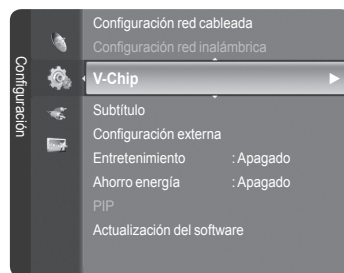 Configuración
Configuración red cableada
Configuración red inalámbrica
V-Chip
Subtítulo
Configuración externa
Entretenimiento : Apagado
Ahorro energía : Apagado
PIP
Actualización del software